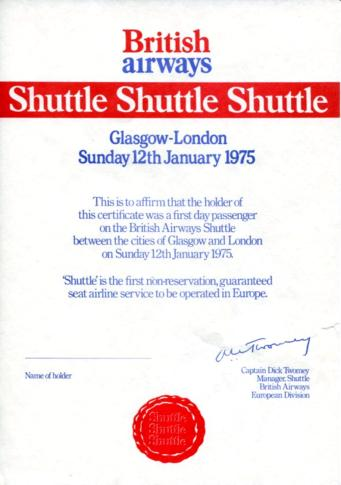 British
airways
Shuttle Shuttle Shuttle
Glasgow-London
Sunday 12th January 1975
This is to affirm that the holder of
this certificate was a first day passenger
on the British Airways Shuttle
between the cities of Glasgow and London
on Sunday 12th January 1975.
'Shuttle' is the first non-reservation, guaranteed
seat airline service to be operated in Europe.
Name of holder
Captain Dick Twomey
Manager, Shuttle
British Airways
European Division
Shuttle
Shuttle
Shuttle